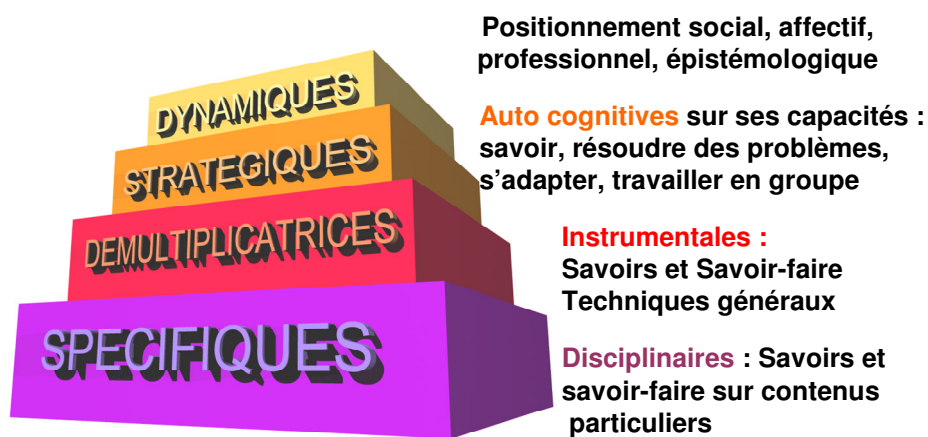 DYNAMIQUES
Positionnement social, affectif,
professionnel, épistémologique
STRATEGIQUES
Auto cognitives sur ses capacités :
savoir, résoudre des problèmes,
s'adapter, travailler en groupe
DEMULTIPLICATRICES
Instrumentales :
Savoirs et Savoir-faire
Techniques généraux
SPECIFIQUES
Disciplinaires : Savoirs et
savoir-faire sur contenus
particuliers